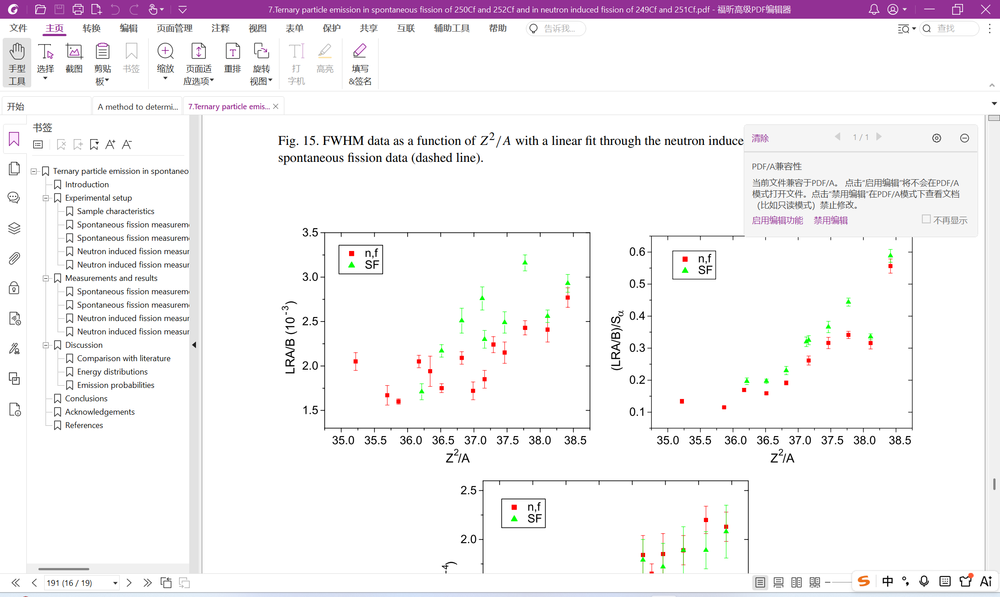 7.Ternary particle emission in spontaneous fission of 250Cf and 252Cf and in neutron induced fission of 249Cf and 251Cf.pdf - 福昕高级PDF编辑器
文件 主页 转换 编辑 页面管理 注释 视图 表单 保护 共享 互联 辅助工具 帮助 告诉我... 查找
手型
工具
选择
截图
剪贴
板
书签
缩放
页面适
应选项
重排
旋转
视图
打
字机
高亮
填写
&签名
开始
A method to determi...
7.Ternary particle emis...
书签
Ternary particle emission in spontaneo
Introduction
Experimental setup
Sample characteristics
Spontaneous fission measurem
Spontaneous fission measurem
Neutron induced fission measur
Neutron induced fission measur
Measurements and results
Spontaneous fission measurem
Spontaneous fission measurem
Neutron induced fission measur
Neutron induced fission measur
Discussion
Comparison with literature
Energy distributions
Emission probabilities
Conclusions
Acknowledgements
References
Fig. 15. FWHM data as a function of Z²/A with a linear fit through the neutron induce
spontaneous fission data (dashed line).
清除 1 / 1
PDF/A兼容性
当前文件兼容于PDF/A。 点击“启用编辑”将不会在PDF/A
模式打开文件。点击“禁用编辑”在PDF/A模式下查看文档
（比如只读模式）禁止修改。
启用编辑功能 禁用编辑 不再显示
3.5
3.0
2.5
2.0
1.5
LRA/B (10⁻³)
n,f
SF
35.0 35.5 36.0 36.5 37.0 37.5 38.0 38.5
Z²/A
0.6
0.5
0.4
0.3
0.2
0.1
(LRA/B)/Sα
n,f
SF
35.0 35.5 36.0 36.5 37.0 37.5 38.0 38.5
Z²/A
2.5
2.0
⁻⁴)
n,f
SF
191 (16 / 19)
中